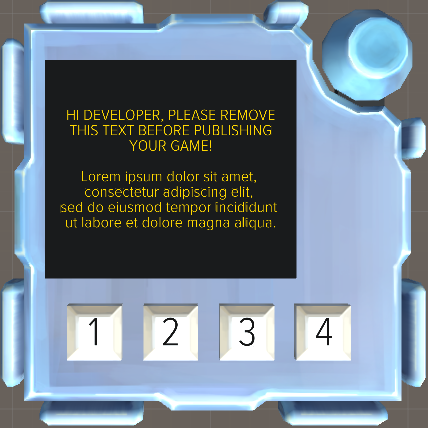 HI DEVELOPER, PLEASE REMOVE
THIS TEXT BEFORE PUBLISHING
YOUR GAME!
Lorem ipsum dolor sit amet,
consectetur adipiscing elit,
sed do eiusmod tempor incididunt
ut labore et dolore magna aliqua.
1 2 3 4